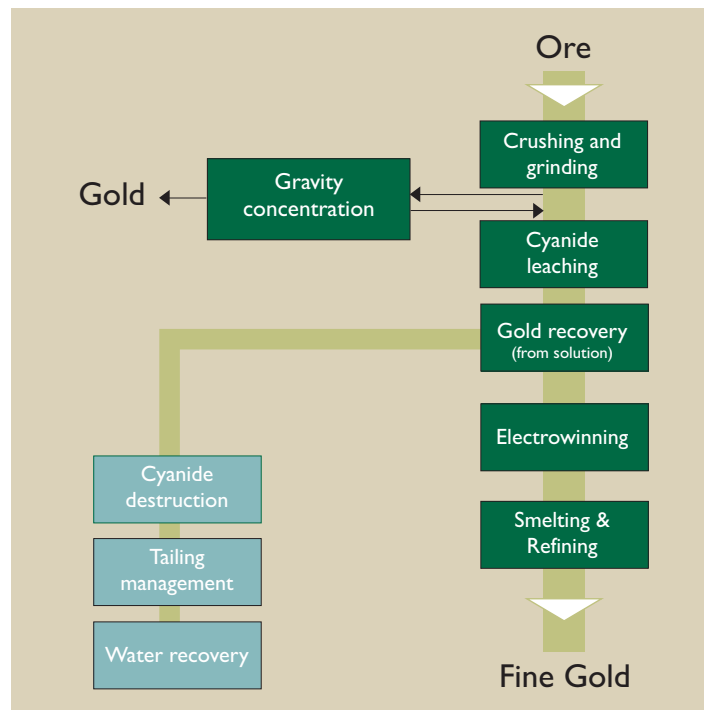 Ore
Crushing and
grinding
Gravity
concentration
Gold
Cyanide
leaching
Gold recovery
(from solution)
Electrowinning
Cyanide
destruction
Smelting &
Refining
Tailing
management
Water recovery
Fine Gold